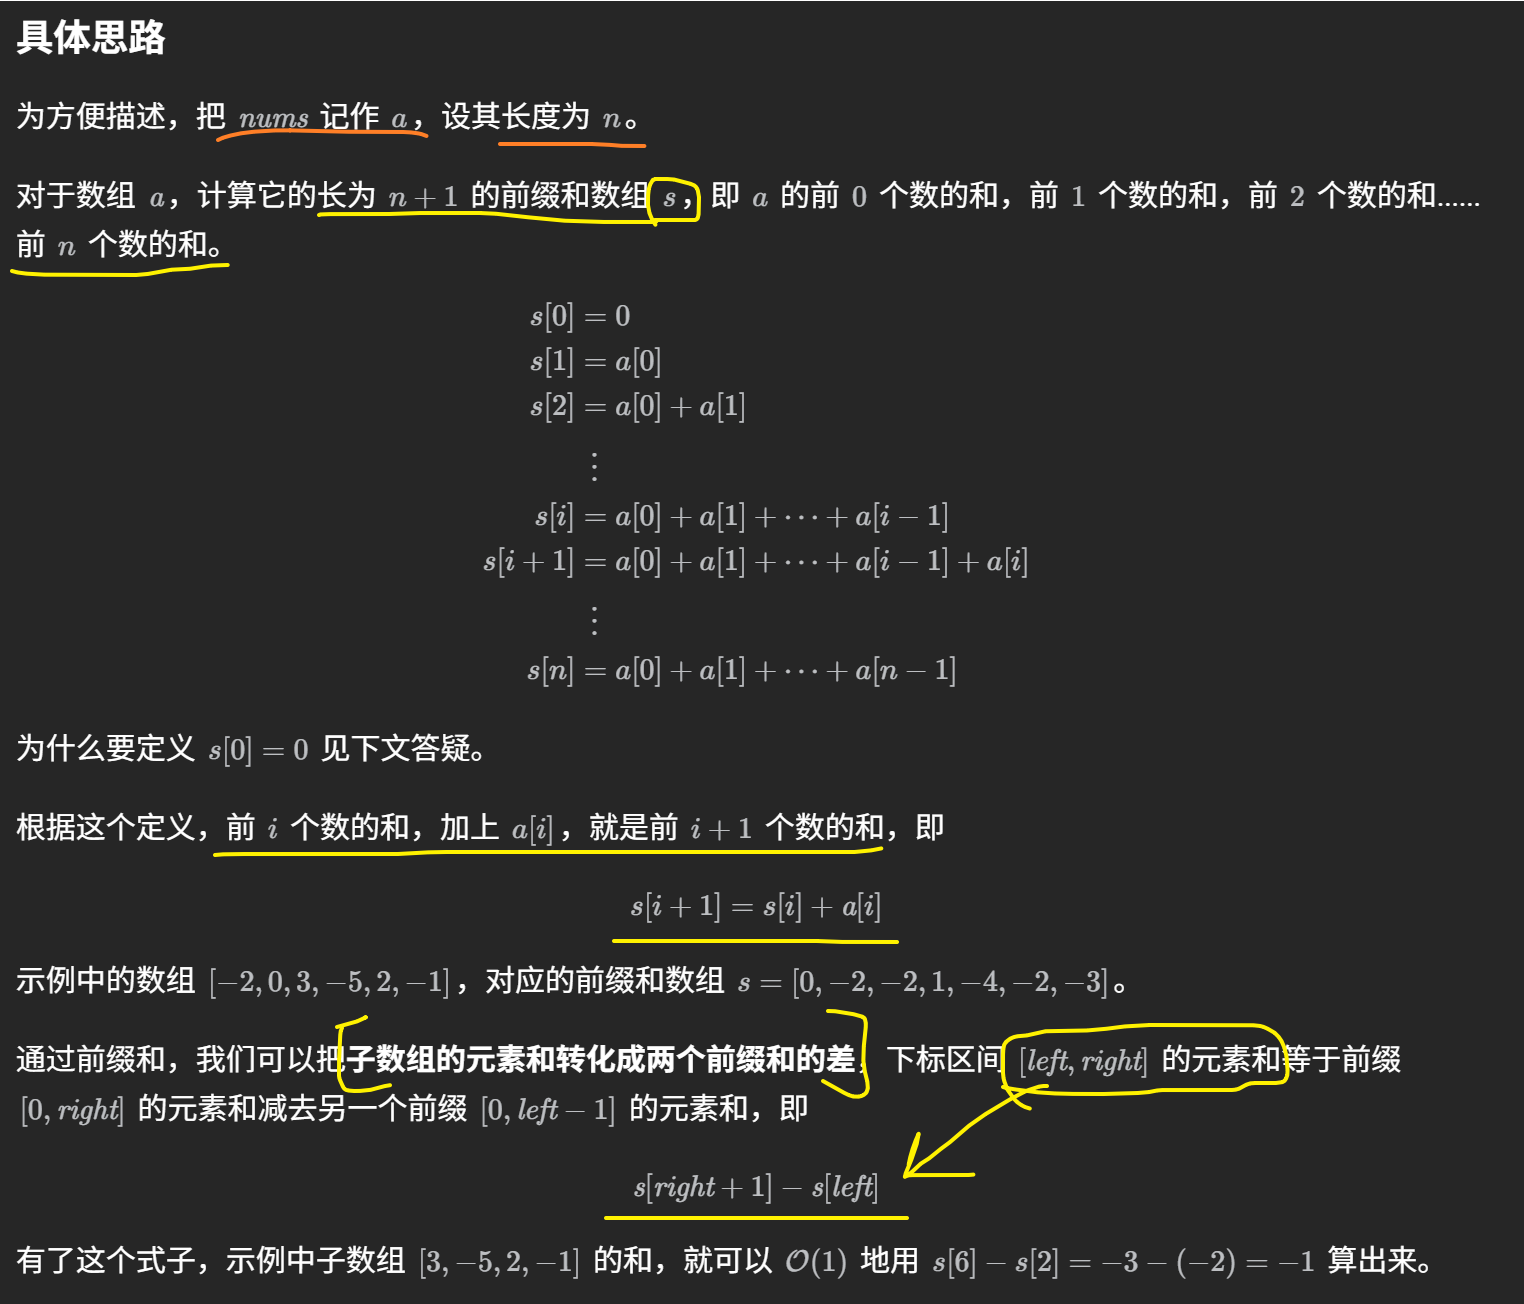 具体思路
为方便描述，把 nums 记作 a，设其长度为 n。
对于数组 a，计算它的长为 n + 1 的前缀和数组 s，即 a 的前 0 个数的和，前 1 个数的和，前 2 个数的和......
前 n 个数的和。
s[0] = 0
s[1] = a[0]
s[2] = a[0] + a[1]
⋮
s[i] = a[0] + a[1] + ⋯ + a[i − 1]
s[i + 1] = a[0] + a[1] + ⋯ + a[i − 1] + a[i]
⋮
s[n] = a[0] + a[1] + ⋯ + a[n − 1]
为什么要定义 s[0] = 0 见下文答疑。
根据这个定义，前 i 个数的和，加上 a[i]，就是前 i + 1 个数的和，即
s[i + 1] = s[i] + a[i]
示例中的数组 [−2, 0, 3, −5, 2, −1]，对应的前缀和数组 s = [0, −2, −2, 1, −4, −2, −3]。
通过前缀和，我们可以把子数组的元素和转化成两个前缀和的差，下标区间 [left, right] 的元素和等于前缀
[0, right] 的元素和减去另一个前缀 [0, left − 1] 的元素和，即
s[right + 1] − s[left]
有了这个式子，示例中子数组 [3, −5, 2, −1] 的和，就可以 O(1) 地用 s[6] − s[2] = −3 − (−2) = −1 算出来。